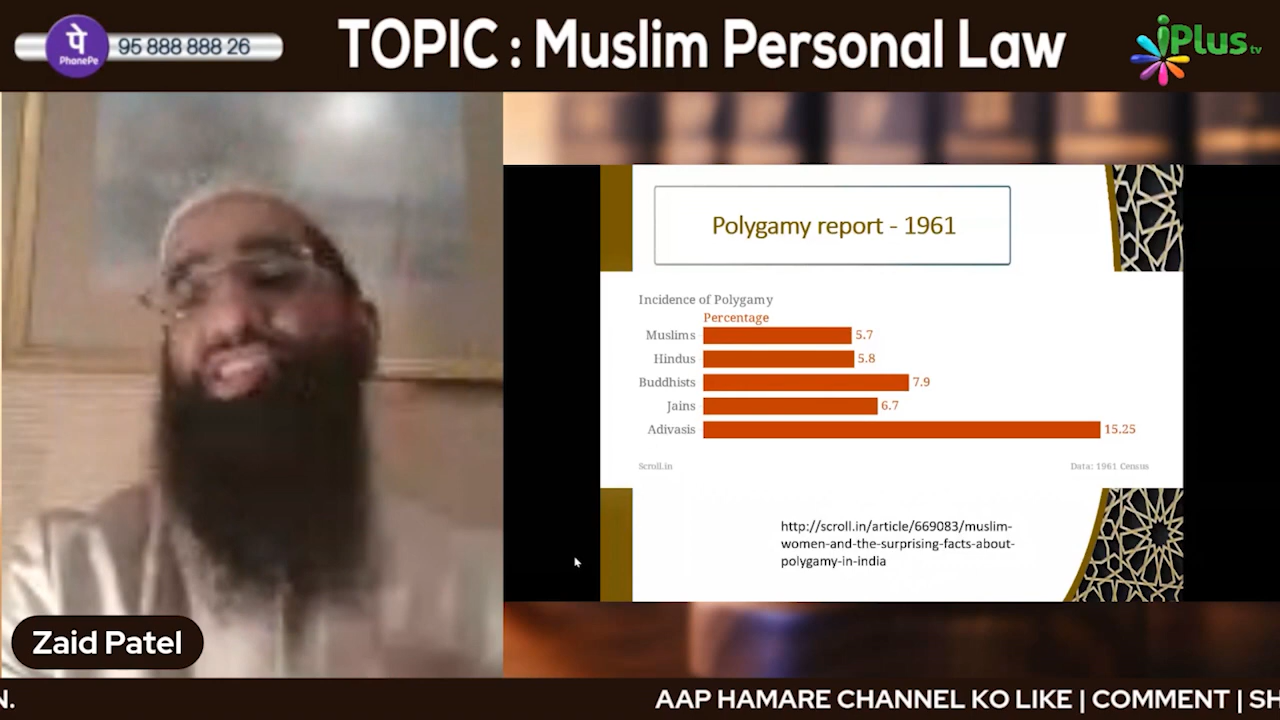 पे
PhonePe
95 888 888 26
TOPIC : Muslim Personal Law
iPlus tv
Polygamy report - 1961
Incidence of Polygamy
Percentage
Muslims 5.7
Hindus 5.8
Buddhists 7.9
Jains 6.7
Adivasis 15.25
Scroll.in
Data: 1961 Census
http://scroll.in/article/669083/muslim-
women-and-the-surprising-facts-about-
polygamy-in-india
Zaid Patel
N.
AAP HAMARE CHANNEL KO LIKE | COMMENT | SH